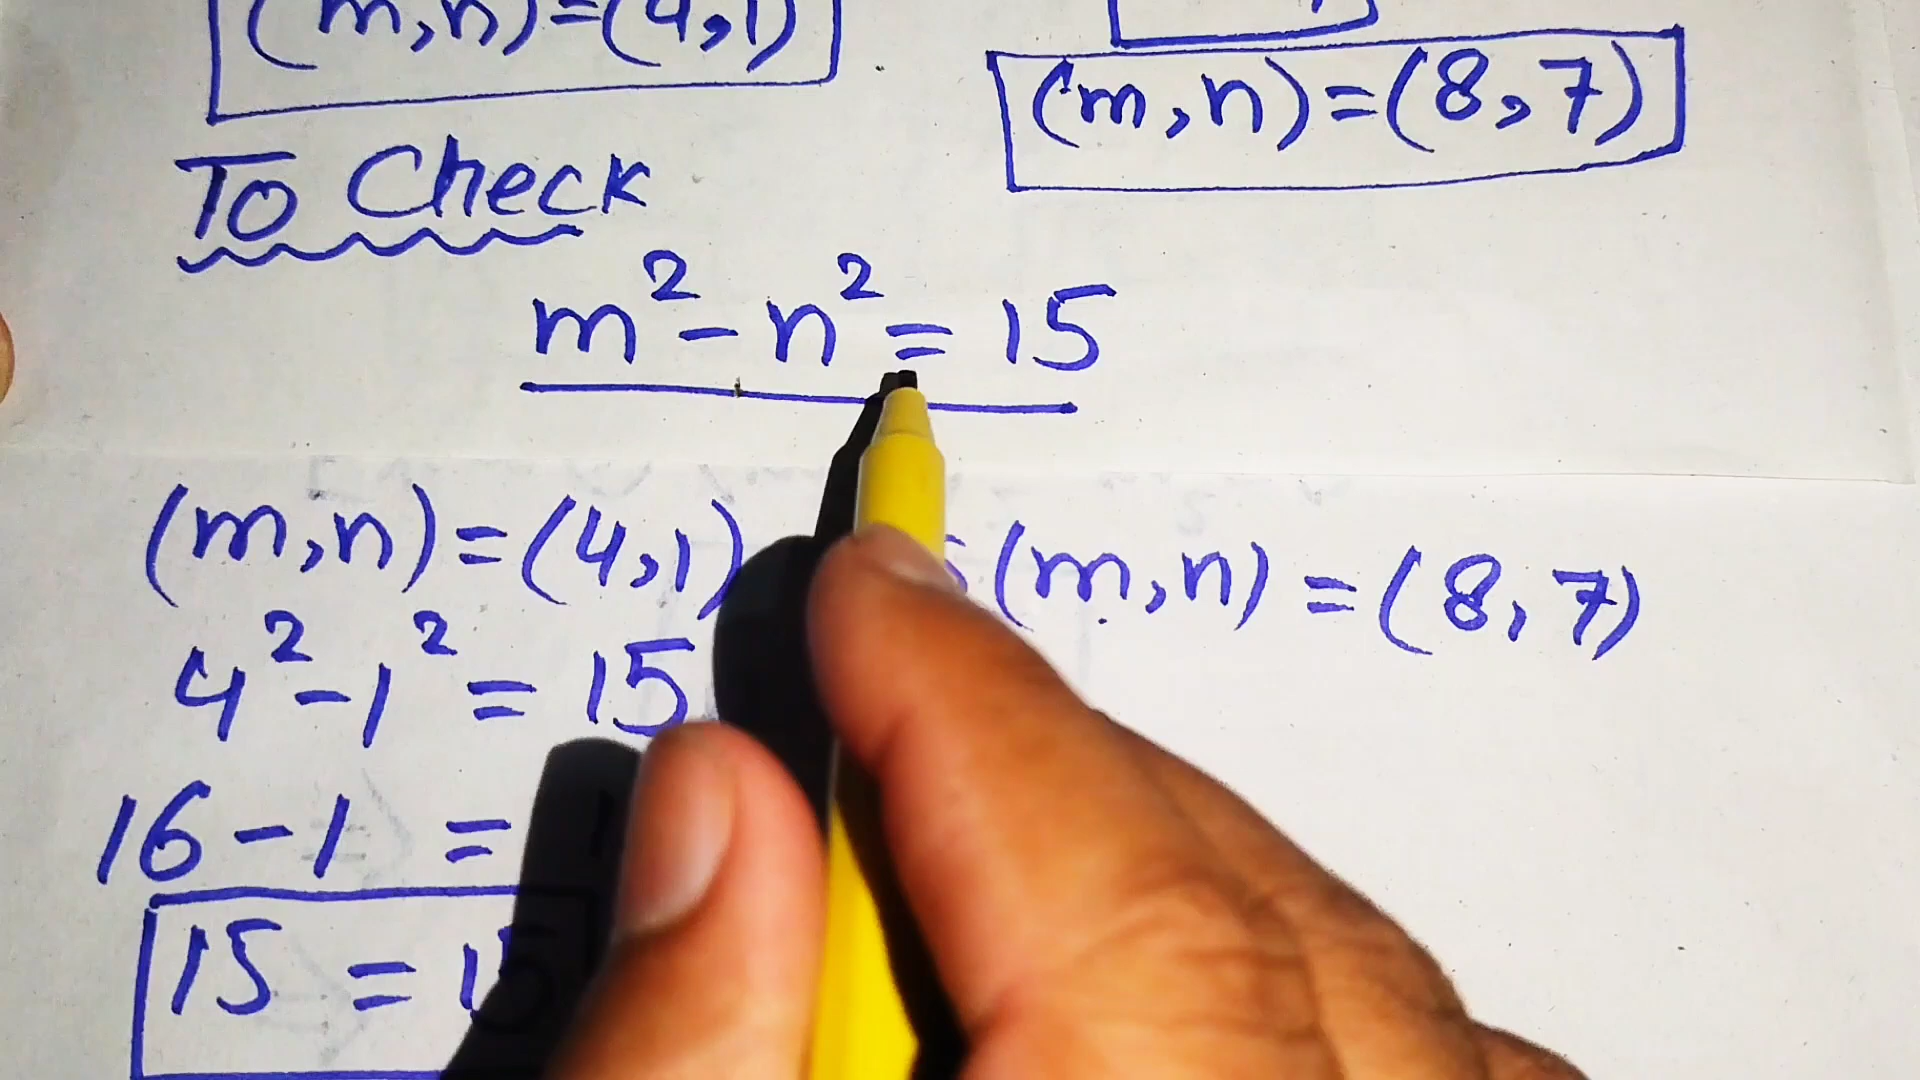 (m,n)=(4,1)
(m,n)=(8,7)
To Check
m²-n²=15
(m,n)=(4,1) (m,n)=(8,7)
4²-1²=15
16-1 =
15 = 15